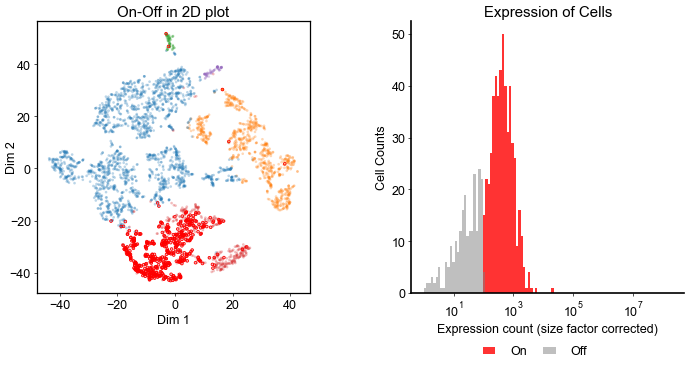 On-Off in 2D plot
Dim 2
40
20
0
−20
−40
−40 −20 0 20 40
Dim 1
Expression of Cells
Cell Counts
50
40
30
20
10
0
10^1 10^3 10^5 10^7
Expression count (size factor corrected)
On Off